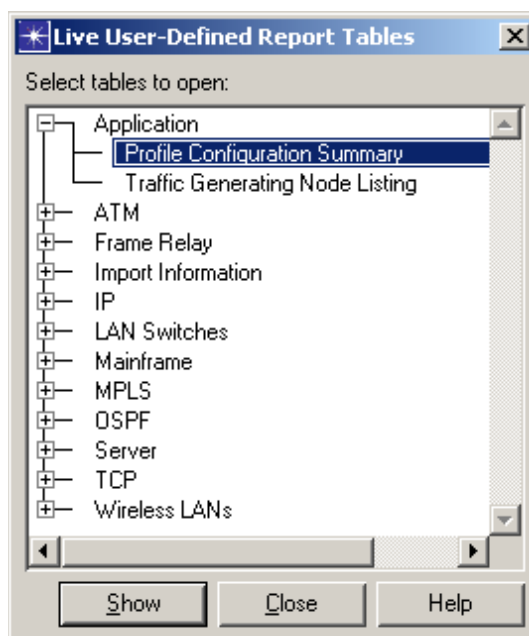 Live User-Defined Report Tables
Select tables to open:
Application
Profile Configuration Summary
Traffic Generating Node Listing
ATM
Frame Relay
Import Information
IP
LAN Switches
Mainframe
MPLS
OSPF
Server
TCP
Wireless LANs
Show Close Help